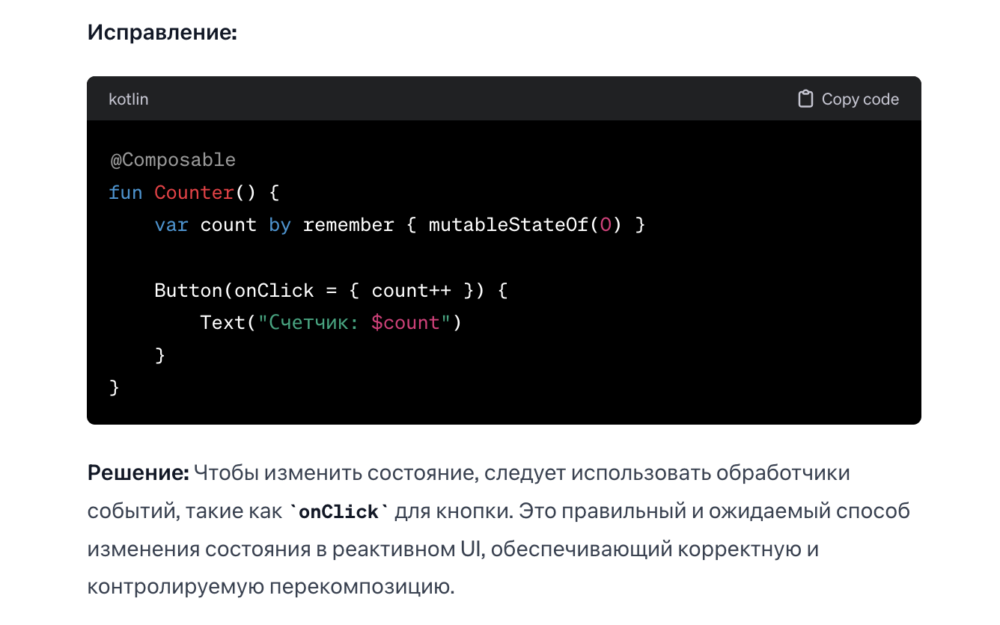 Исправление:
kotlin
Copy code
@Composable
fun Counter() {
    var count by remember { mutableStateOf(0) }
    Button(onClick = { count++ }) {
        Text("Счетчик: $count")
    }
}
Решение: Чтобы изменить состояние, следует использовать обработчики
событий, такие как `onClick` для кнопки. Это правильный и ожидаемый способ
изменения состояния в реактивном UI, обеспечивающий корректную и
контролируемую перекомпозицию.